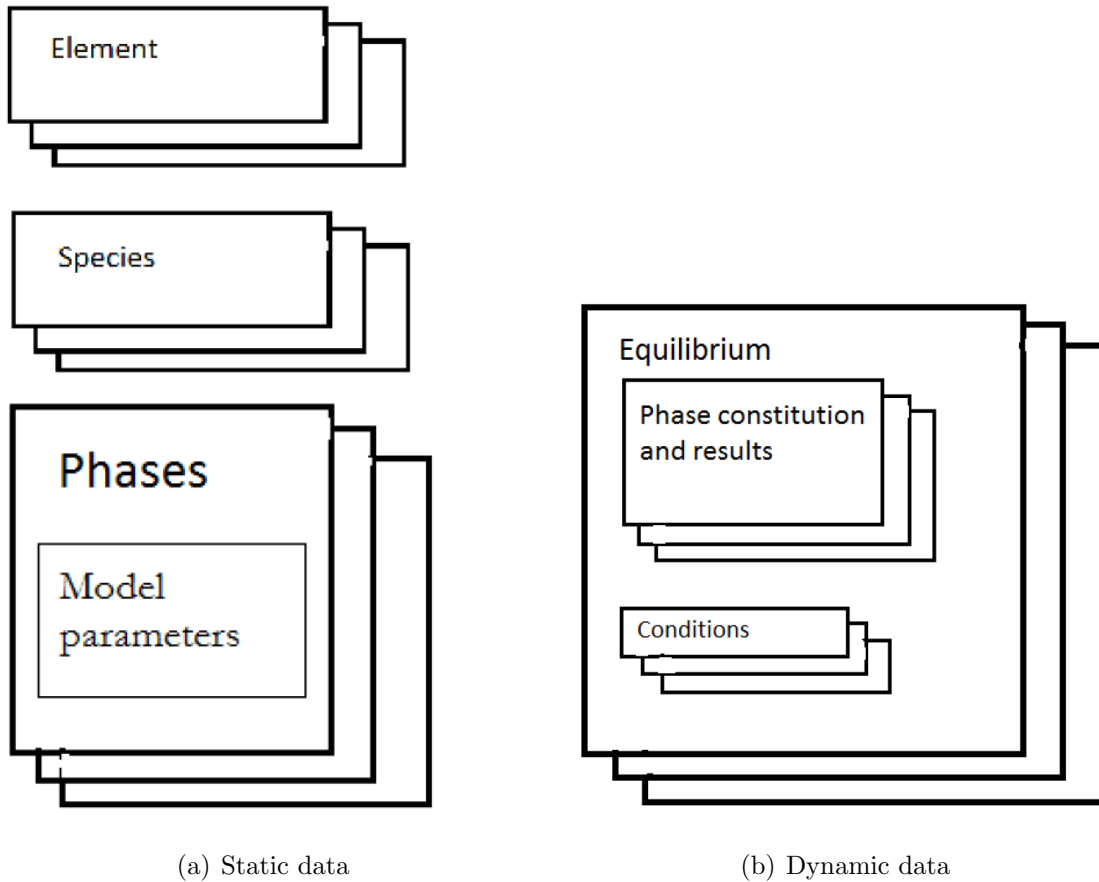 Element
Species
Phases
Model
parameters
(a) Static data
Equilibrium
Phase constitution
and results
Conditions
(b) Dynamic data